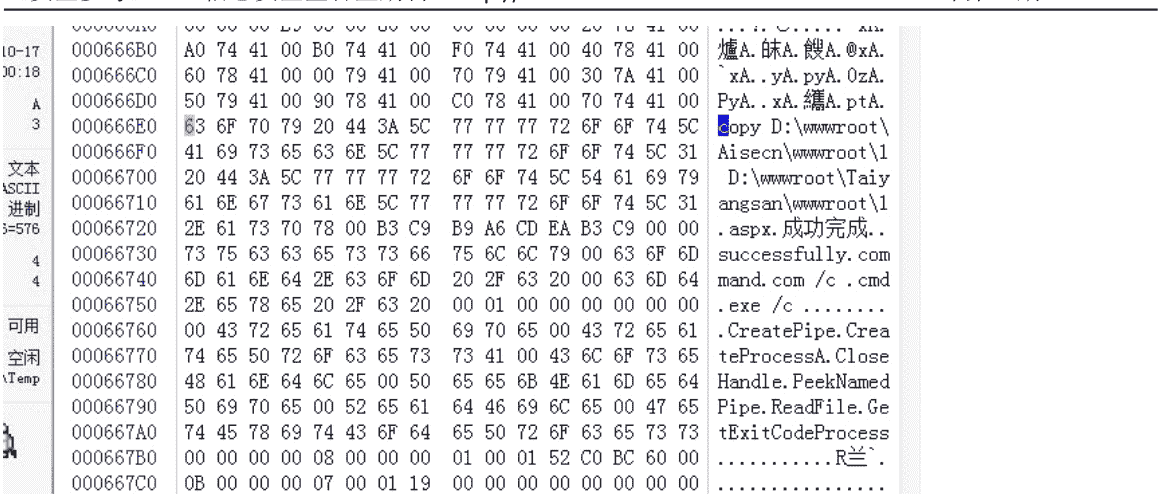 10-17
00:18
A
3
文本
ASCII
进制
6=576
4
4
可用
空闲
\Temp
000666B0 A0 74 41 00 B0 74 41 00 F0 74 41 00 40 78 41 00 爐A.皌A.餿A.@xA.
000666C0 60 78 41 00 00 79 41 00 70 79 41 00 30 7A 41 00 `xA..yA.pyA.0zA.
000666D0 50 79 41 00 90 78 41 00 C0 78 41 00 70 74 41 00 PyA..xA.纗A.ptA.
000666E0 63 6F 70 79 20 44 3A 5C 77 77 77 72 6F 6F 74 5C copy D:\wwwroot\
000666F0 41 69 73 65 63 6E 5C 77 77 77 72 6F 6F 74 5C 31 Aisecn\wwwroot\1
00066700 20 44 3A 5C 77 77 77 72 6F 6F 74 5C 54 61 69 79 D:\wwwroot\Taiy
00066710 61 6E 67 73 61 6E 5C 77 77 77 72 6F 6F 74 5C 31 angsan\wwwroot\1
00066720 2E 61 73 70 78 00 B3 C9 B9 A6 CD EA B3 C9 00 00 .aspx.成功完成..
00066730 73 75 63 63 65 73 73 66 75 6C 6C 79 00 63 6F 6D successfully.com
00066740 6D 61 6E 64 2E 63 6F 6D 20 2F 63 20 00 63 6D 64 mand.com /c .cmd
00066750 2E 65 78 65 20 2F 63 20 00 01 00 00 00 00 00 00 .exe /c ........
00066760 00 43 72 65 61 74 65 50 69 70 65 00 43 72 65 61 .CreatePipe.Crea
00066770 74 65 50 72 6F 63 65 73 73 41 00 43 6C 6F 73 65 teProcessA.Close
00066780 48 61 6E 64 6C 65 00 50 65 65 6B 4E 61 6D 65 64 Handle.PeekNamed
00066790 50 69 70 65 00 52 65 61 64 46 69 6C 65 00 47 65 Pipe.ReadFile.Ge
000667A0 74 45 78 69 74 43 6F 64 65 50 72 6F 63 65 73 73 tExitCodeProcess
000667B0 00 00 00 00 08 00 00 00 01 00 01 52 C0 BC 60 00 ...........R兰`.
000667C0 0B 00 00 00 07 00 01 19 00 00 00 00 00 00 00 00 ................